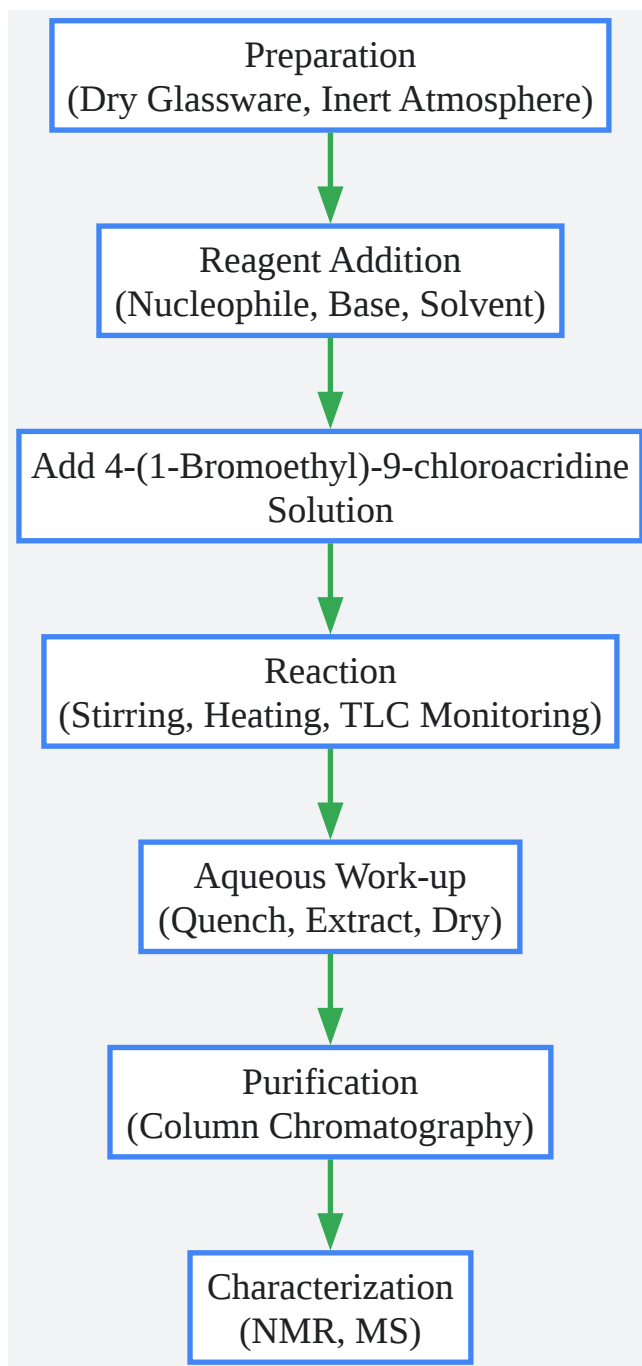 Preparation
(Dry Glassware, Inert Atmosphere)
Reagent Addition
(Nucleophile, Base, Solvent)
Add 4-(1-Bromoethyl)-9-chloroacridine
Solution
Reaction
(Stirring, Heating, TLC Monitoring)
Aqueous Work-up
(Quench, Extract, Dry)
Purification
(Column Chromatography)
Characterization
(NMR, MS)